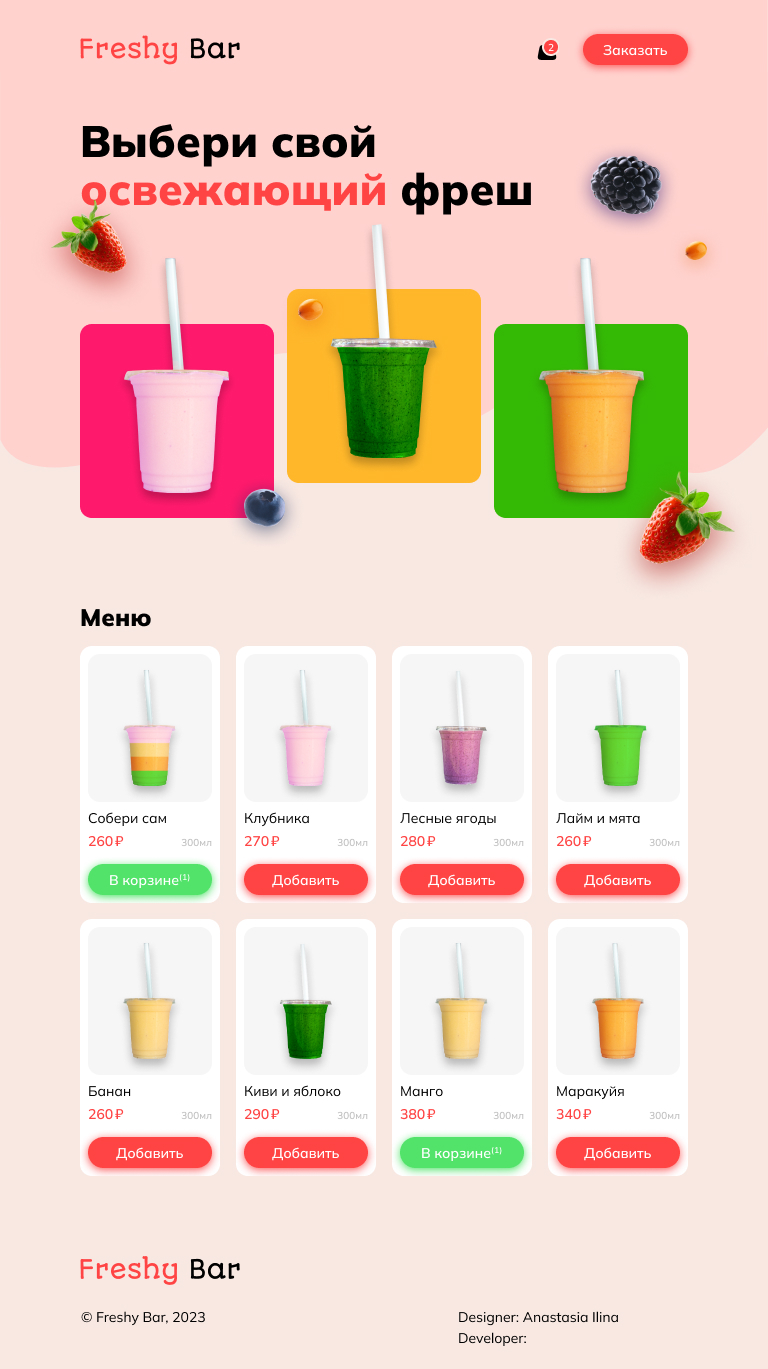 Freshy Bar
2
Заказать
Выбери свой
освежающий фреш
Меню
Собери сам
260 ₽ 300мл
В корзине(1)
Клубника
270 ₽ 300мл
Добавить
Лесные ягоды
280 ₽ 300мл
Добавить
Лайм и мята
260 ₽ 300мл
Добавить
Банан
260 ₽ 300мл
Добавить
Киви и яблоко
290 ₽ 300мл
Добавить
Манго
380 ₽ 300мл
В корзине(1)
Маракуйя
340 ₽ 300мл
Добавить
Freshy Bar
© Freshy Bar, 2023
Designer: Anastasia Ilina
Developer: